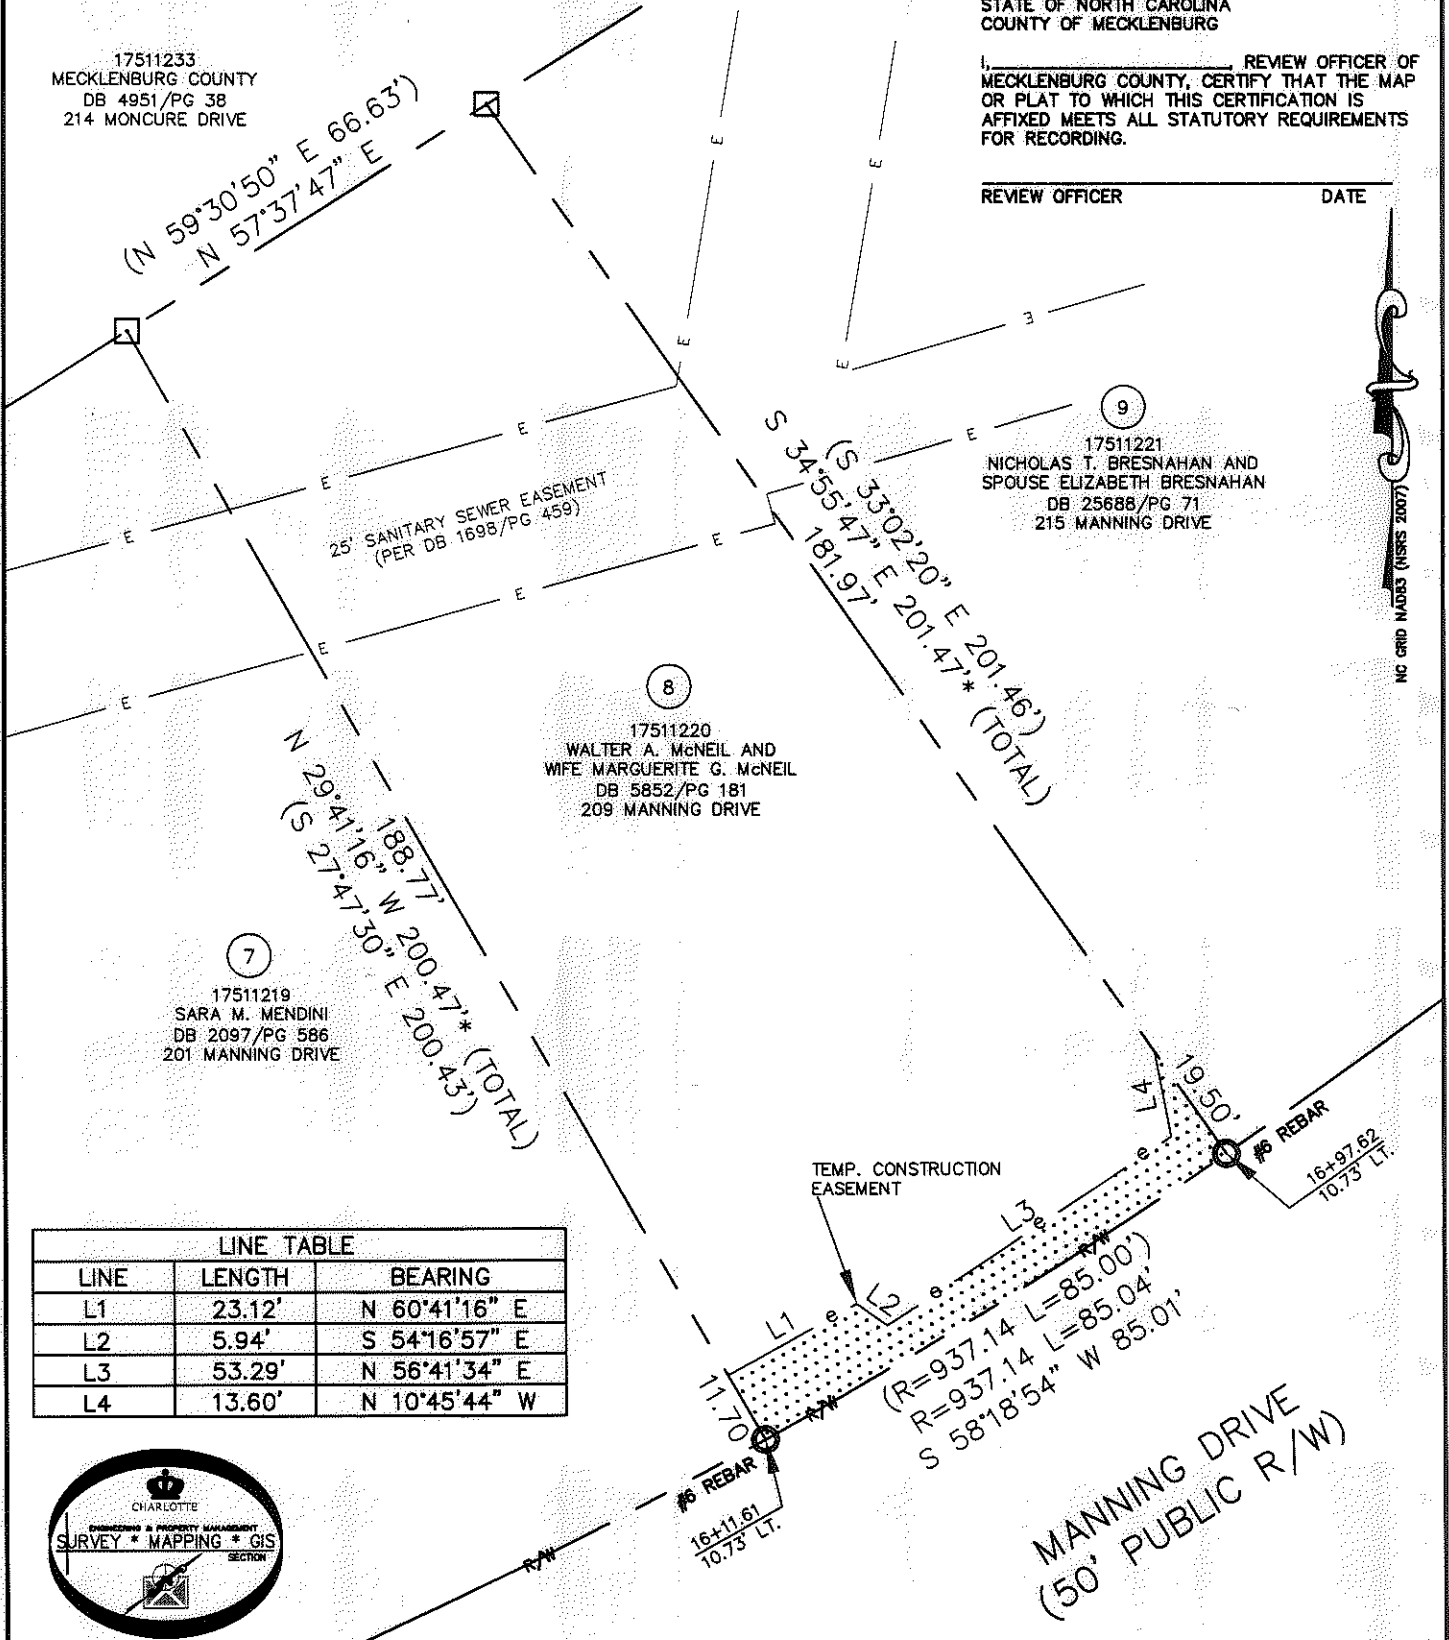 STATE OF NORTH CAROLINA
COUNTY OF MECKLENBURG
I,____________________, REVIEW OFFICER OF
MECKLENBURG COUNTY, CERTIFY THAT THE MAP
OR PLAT TO WHICH THIS CERTIFICATION IS
AFFIXED MEETS ALL STATUTORY REQUIREMENTS
FOR RECORDING.
REVIEW OFFICER DATE
17511233
MECKLENBURG COUNTY
DB 4951/PG 38
214 MONCURE DRIVE
(N 59°30'50" E 66.63')
N 57°37'47" E
E
E
E
E
E
E
E
E
E
E
E
E
E
E
25' SANITARY SEWER EASEMENT
(PER DB 1698/PG 459)
9
17511221
NICHOLAS T. BRESNAHAN AND
SPOUSE ELIZABETH BRESNAHAN
DB 25688/PG 71
215 MANNING DRIVE
NC GRID NAD83 (NSRS 2007)
(S 33°02'20" E 201.46')
S 34°55'47" E 201.47'* (TOTAL)
181.97'
8
17511220
WALTER A. McNEIL AND
WIFE MARGUERITE G. McNEIL
DB 5852/PG 181
209 MANNING DRIVE
188.77'
N 29°41'16" W 200.47'* (TOTAL)
(S 27°47'30" E 200.43')
7
17511219
SARA M. MENDINI
DB 2097/PG 586
201 MANNING DRIVE
TEMP. CONSTRUCTION
EASEMENT
L4
19.50'
#6 REBAR
16+97.62
10.73' LT.
L3
e
e
e
e
L2
L1
11.70
R/W
R/W
R/W
(R=937.14 L=85.00')
R=937.14 L=85.04'
S 58°18'54" W 85.01'
#6 REBAR
16+11.61
10.73' LT.
MANNING DRIVE
(50' PUBLIC R/W)
LINE TABLE
LINE LENGTH BEARING
L1 23.12' N 60°41'16" E
L2 5.94' S 54°16'57" E
L3 53.29' N 56°41'34" E
L4 13.60' N 10°45'44" W
CHARLOTTE
ENGINEERING & PROPERTY MANAGEMENT
SURVEY * MAPPING * GIS
SECTION